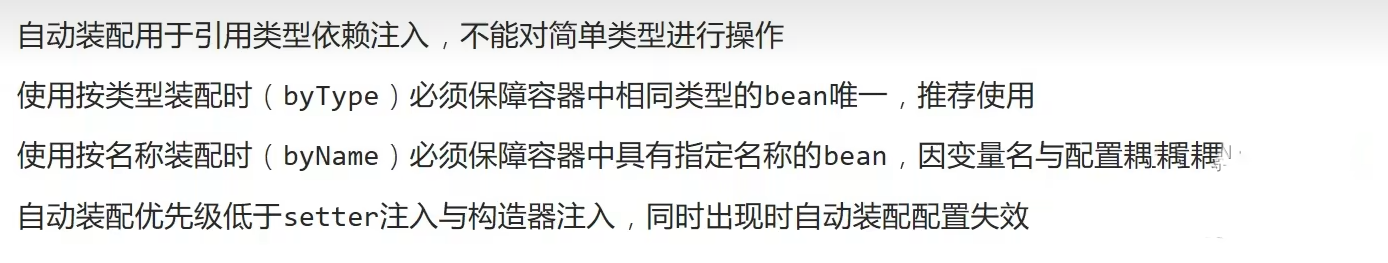 自动装配用于引用类型依赖注入，不能对简单类型进行操作
使用按类型装配时（byType）必须保障容器中相同类型的bean唯一，推荐使用
使用按名称装配时（byName）必须保障容器中具有指定名称的bean，因变量名与配置耦
自动装配优先级低于setter注入与构造器注入，同时出现时自动装配配置失效